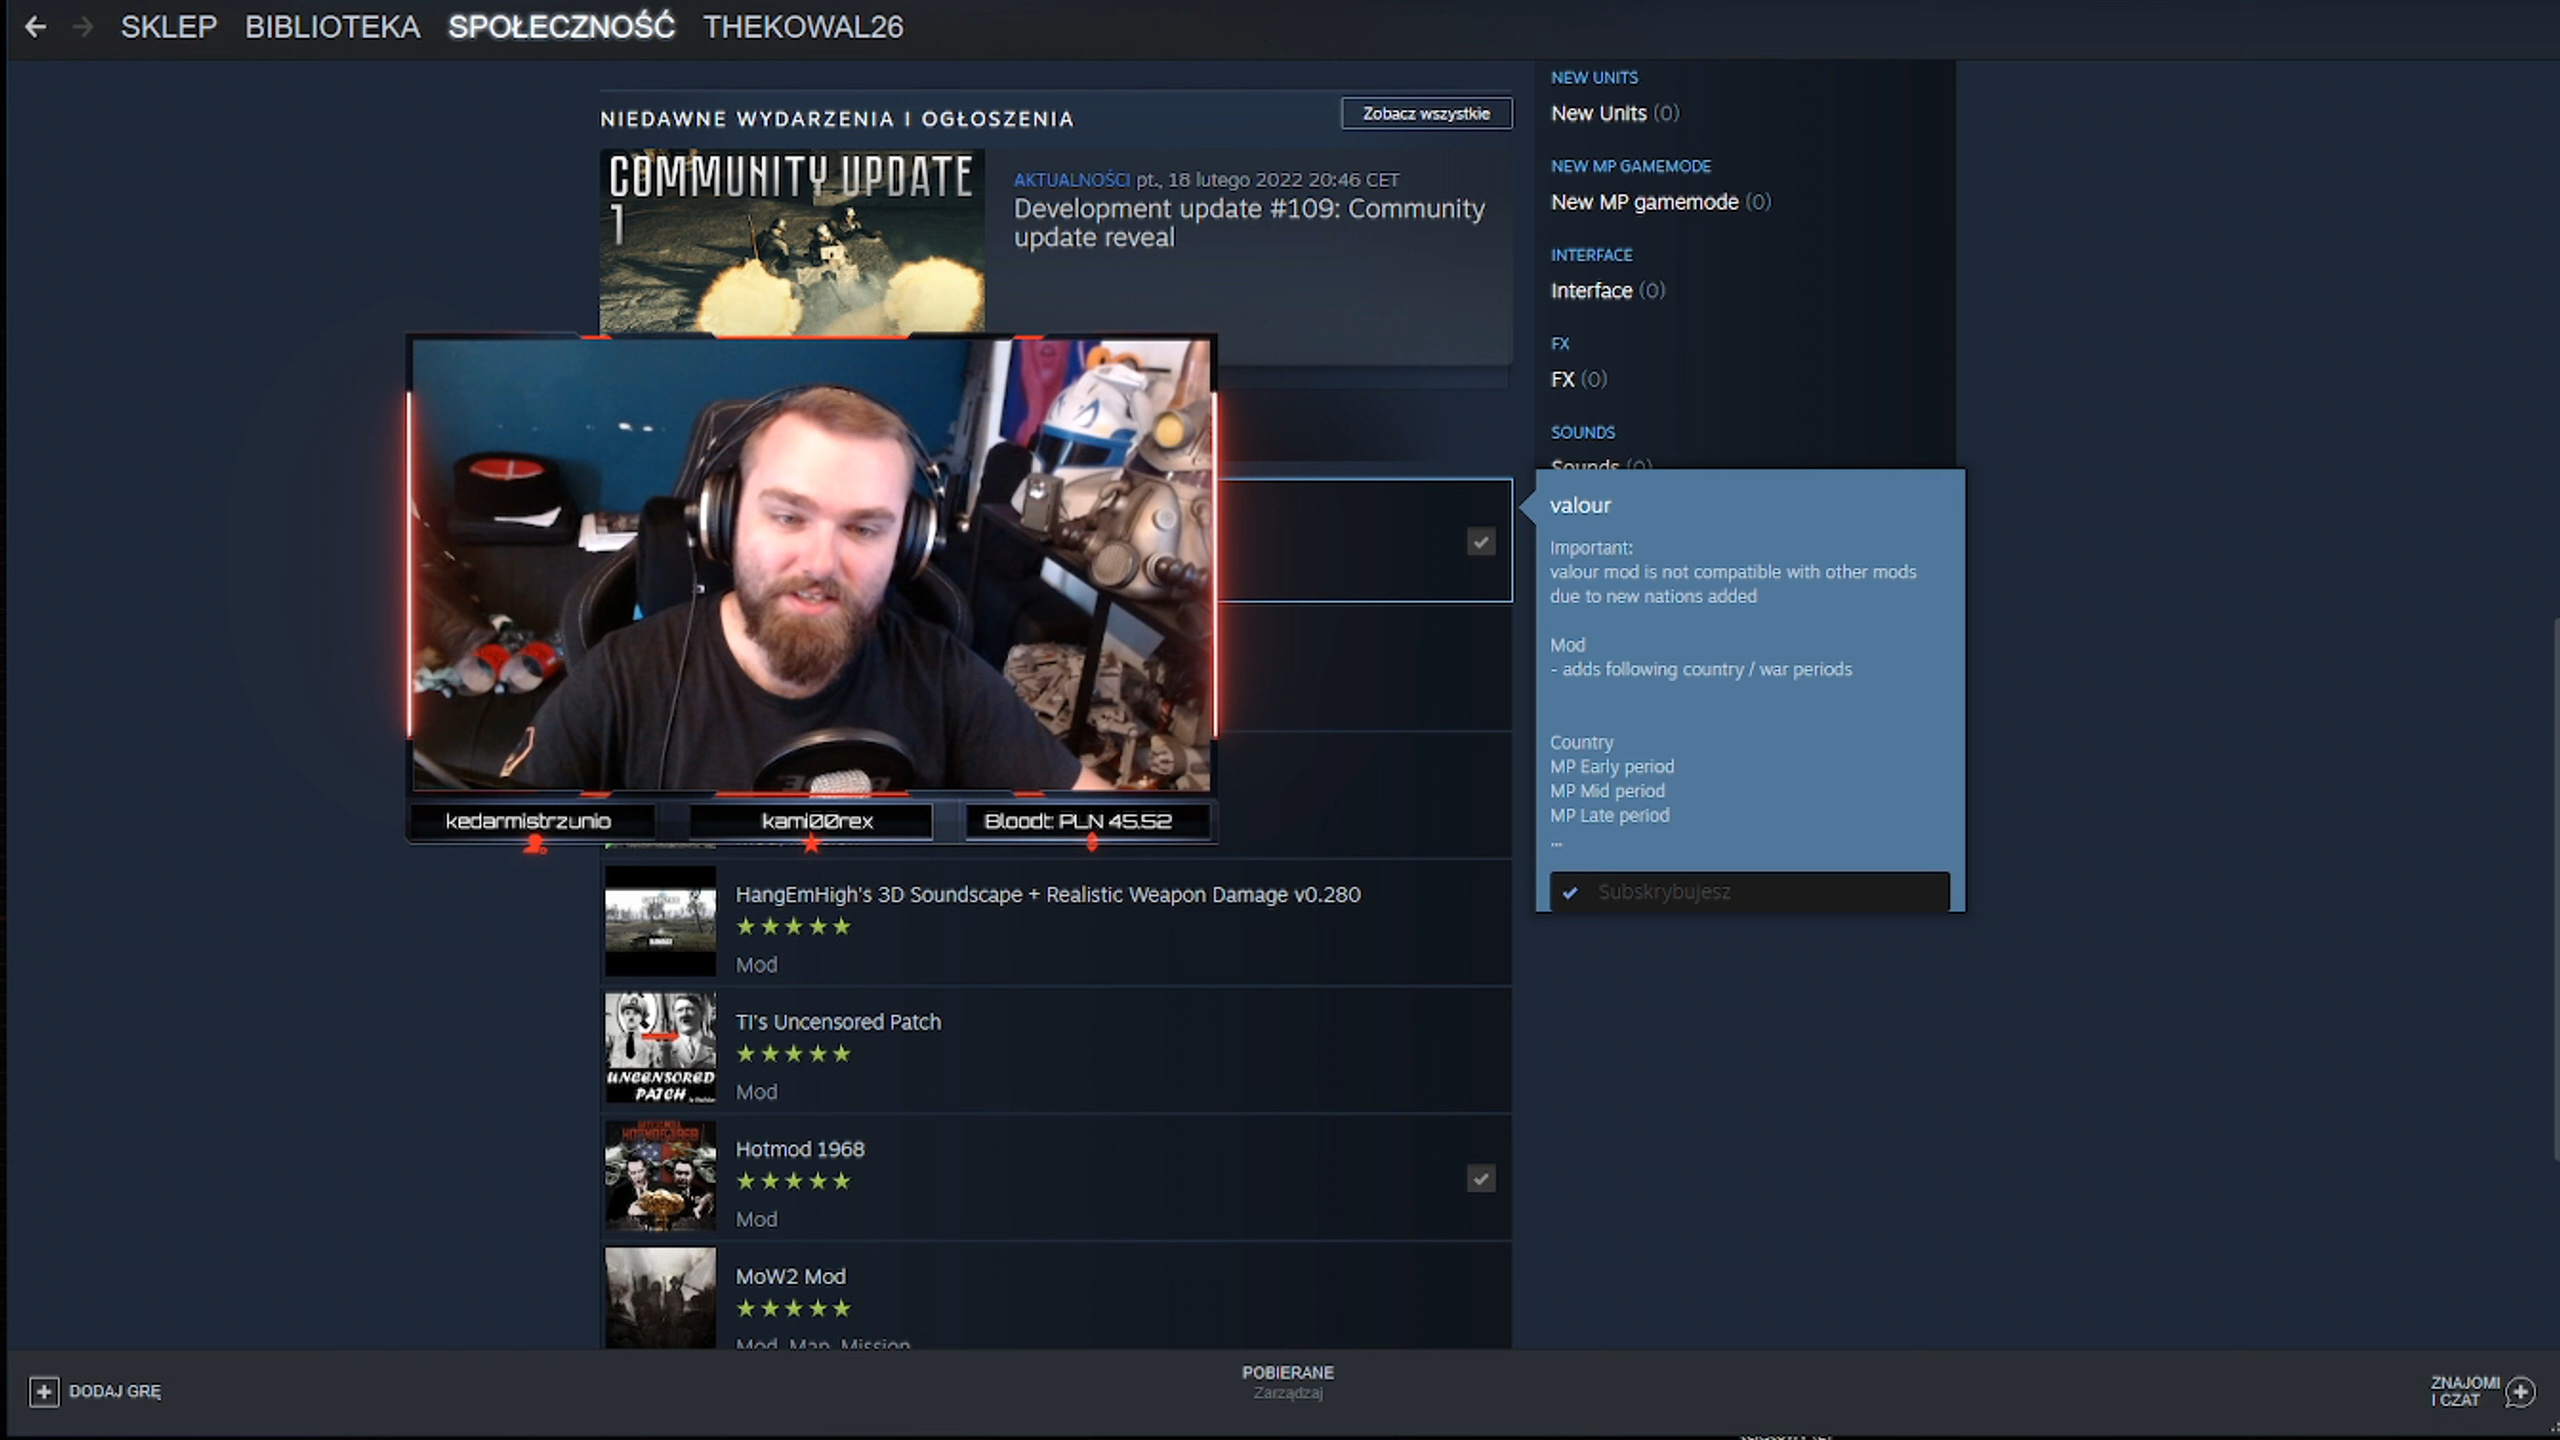 SKLEP BIBLIOTEKA SPOŁECZNOŚĆ THEKOWAL26
NIEDAWNE WYDARZENIA I OGŁOSZENIA
Zobacz wszystkie
COMMUNITY UPDATE
1
AKTUALNOŚCI pt., 18 lutego 2022 20:46 CET
Development update #109: Community
update reveal
NEW UNITS
New Units (0)
NEW MP GAMEMODE
New MP gamemode (0)
INTERFACE
Interface (0)
FX
FX (0)
SOUNDS
Sounds (0)
valour
Important:
valour mod is not compatible with other mods
due to new nations added
Mod
- adds following country / war periods
Country
MP Early period
MP Mid period
MP Late period
...
Subskrybujesz
kedarmistrzunio
kami00rex
Bloodt: PLN 45.52
HangEmHigh's 3D Soundscape + Realistic Weapon Damage v0.280
Mod
UNCENSORED
PATCH
TI's Uncensored Patch
Mod
Hotmod 1968
Mod
MoW2 Mod
Mod, Map, Mission
DODAJ GRĘ
POBIERANE
Zarządzaj
ZNAJOMI
I CZAT